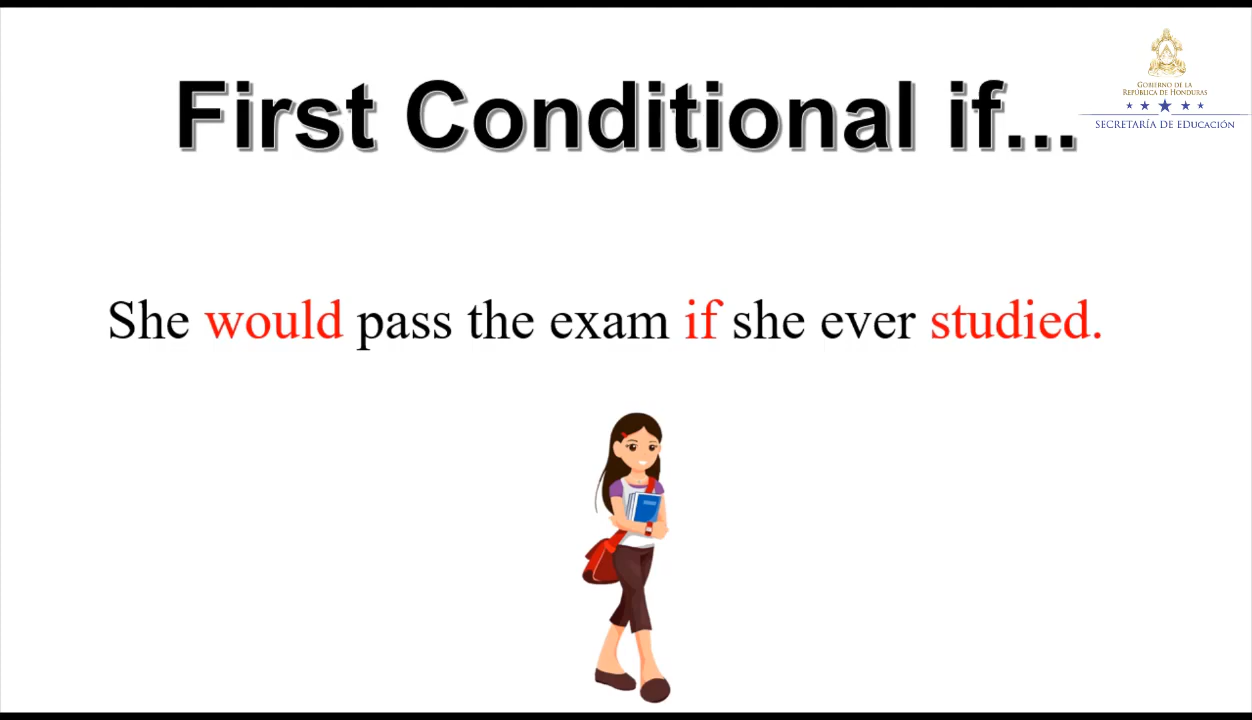 First Conditional if...
GOBIERNO DE LA
REPÚBLICA DE HONDURAS
SECRETARÍA DE EDUCACIÓN
She would pass the exam if she ever studied.